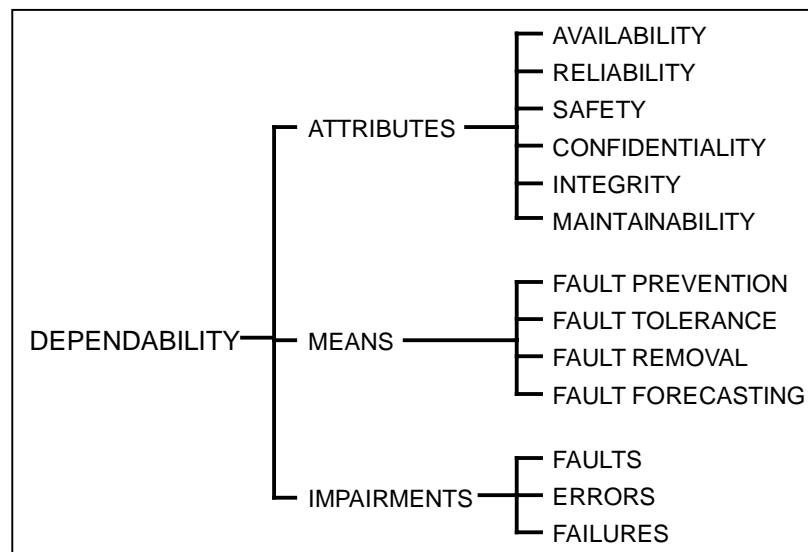 AVAILABILITY
RELIABILITY
SAFETY
ATTRIBUTES
CONFIDENTIALITY
INTEGRITY
MAINTAINABILITY
FAULT PREVENTION
FAULT TOLERANCE
DEPENDABILITY
MEANS
FAULT REMOVAL
FAULT FORECASTING
FAULTS
IMPAIRMENTS
ERRORS
FAILURES